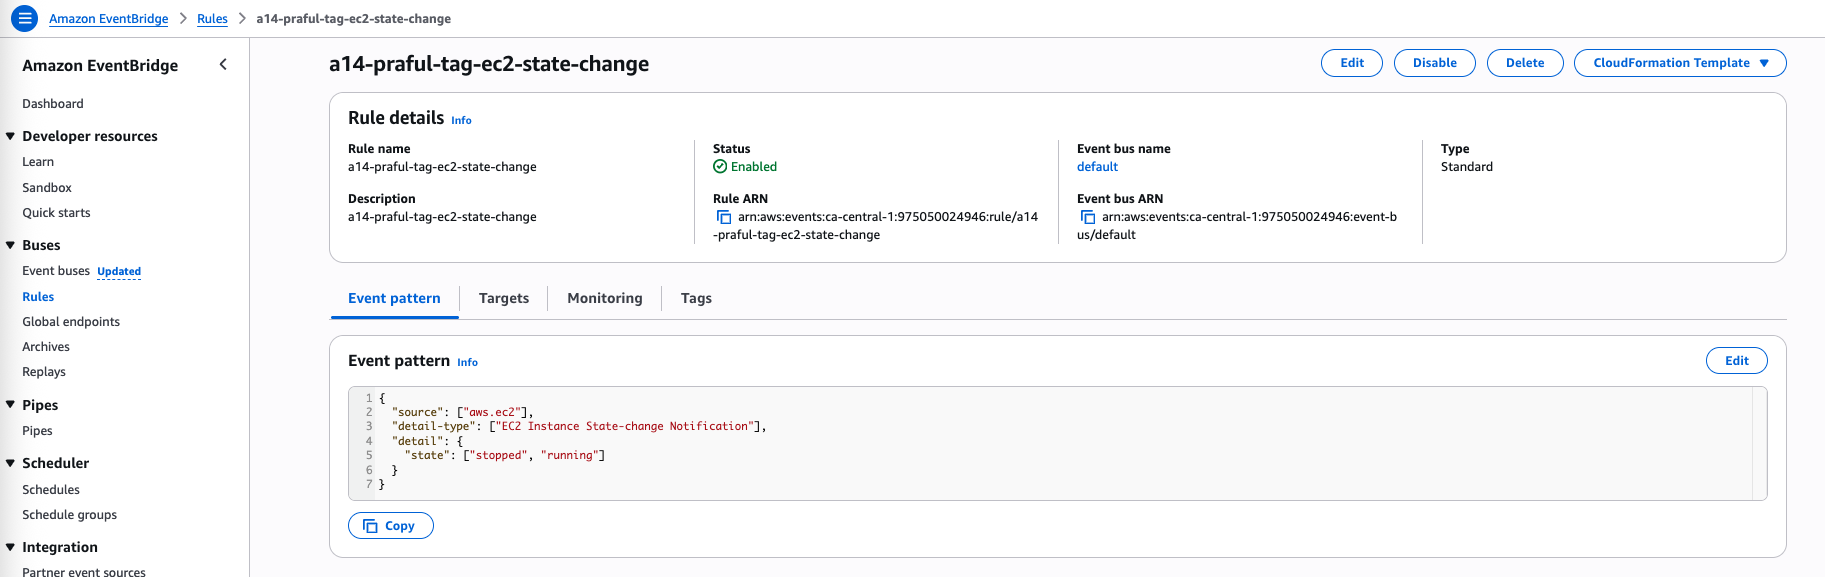 Amazon EventBridge > Rules > a14-praful-tag-ec2-state-change
Amazon EventBridge
Dashboard
Developer resources
Learn
Sandbox
Quick starts
Buses
Event buses Updated
Rules
Global endpoints
Archives
Replays
Pipes
Pipes
Scheduler
Schedules
Schedule groups
Integration
Partner event sources
a14-praful-tag-ec2-state-change
Edit
Disable
Delete
CloudFormation Template
Rule details Info
Rule name
a14-praful-tag-ec2-state-change
Description
a14-praful-tag-ec2-state-change
Status
Enabled
Rule ARN
arn:aws:events:ca-central-1:975050024946:rule/a14
-praful-tag-ec2-state-change
Event bus name
default
Event bus ARN
arn:aws:events:ca-central-1:975050024946:event-b
us/default
Type
Standard
Event pattern
Targets
Monitoring
Tags
Event pattern Info
Edit
1 {
2   "source": ["aws.ec2"],
3   "detail-type": ["EC2 Instance State-change Notification"],
4   "detail": {
5     "state": ["stopped", "running"]
6   }
7 }
Copy